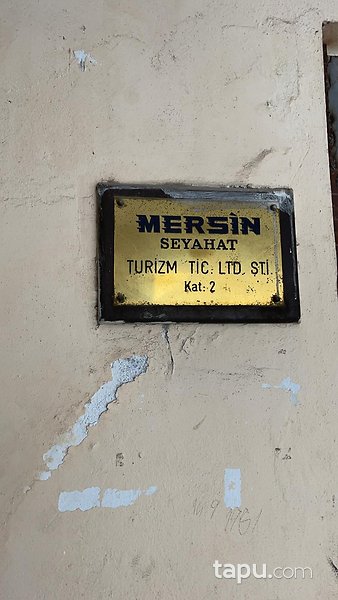 MERSİN
SEYAHAT
TURİZM TİC. LTD. ŞTİ.
Kat: 2
tapu.com